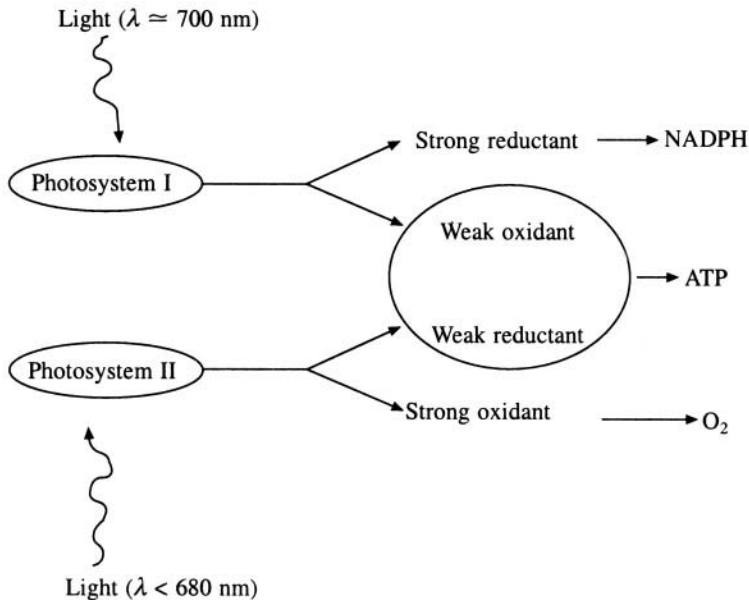 Light (λ ≃ 700 nm)
Strong reductant
NADPH
Photosystem I
Weak oxidant
ATP
Weak reductant
Photosystem II
Strong oxidant
O₂
Light (λ < 680 nm)